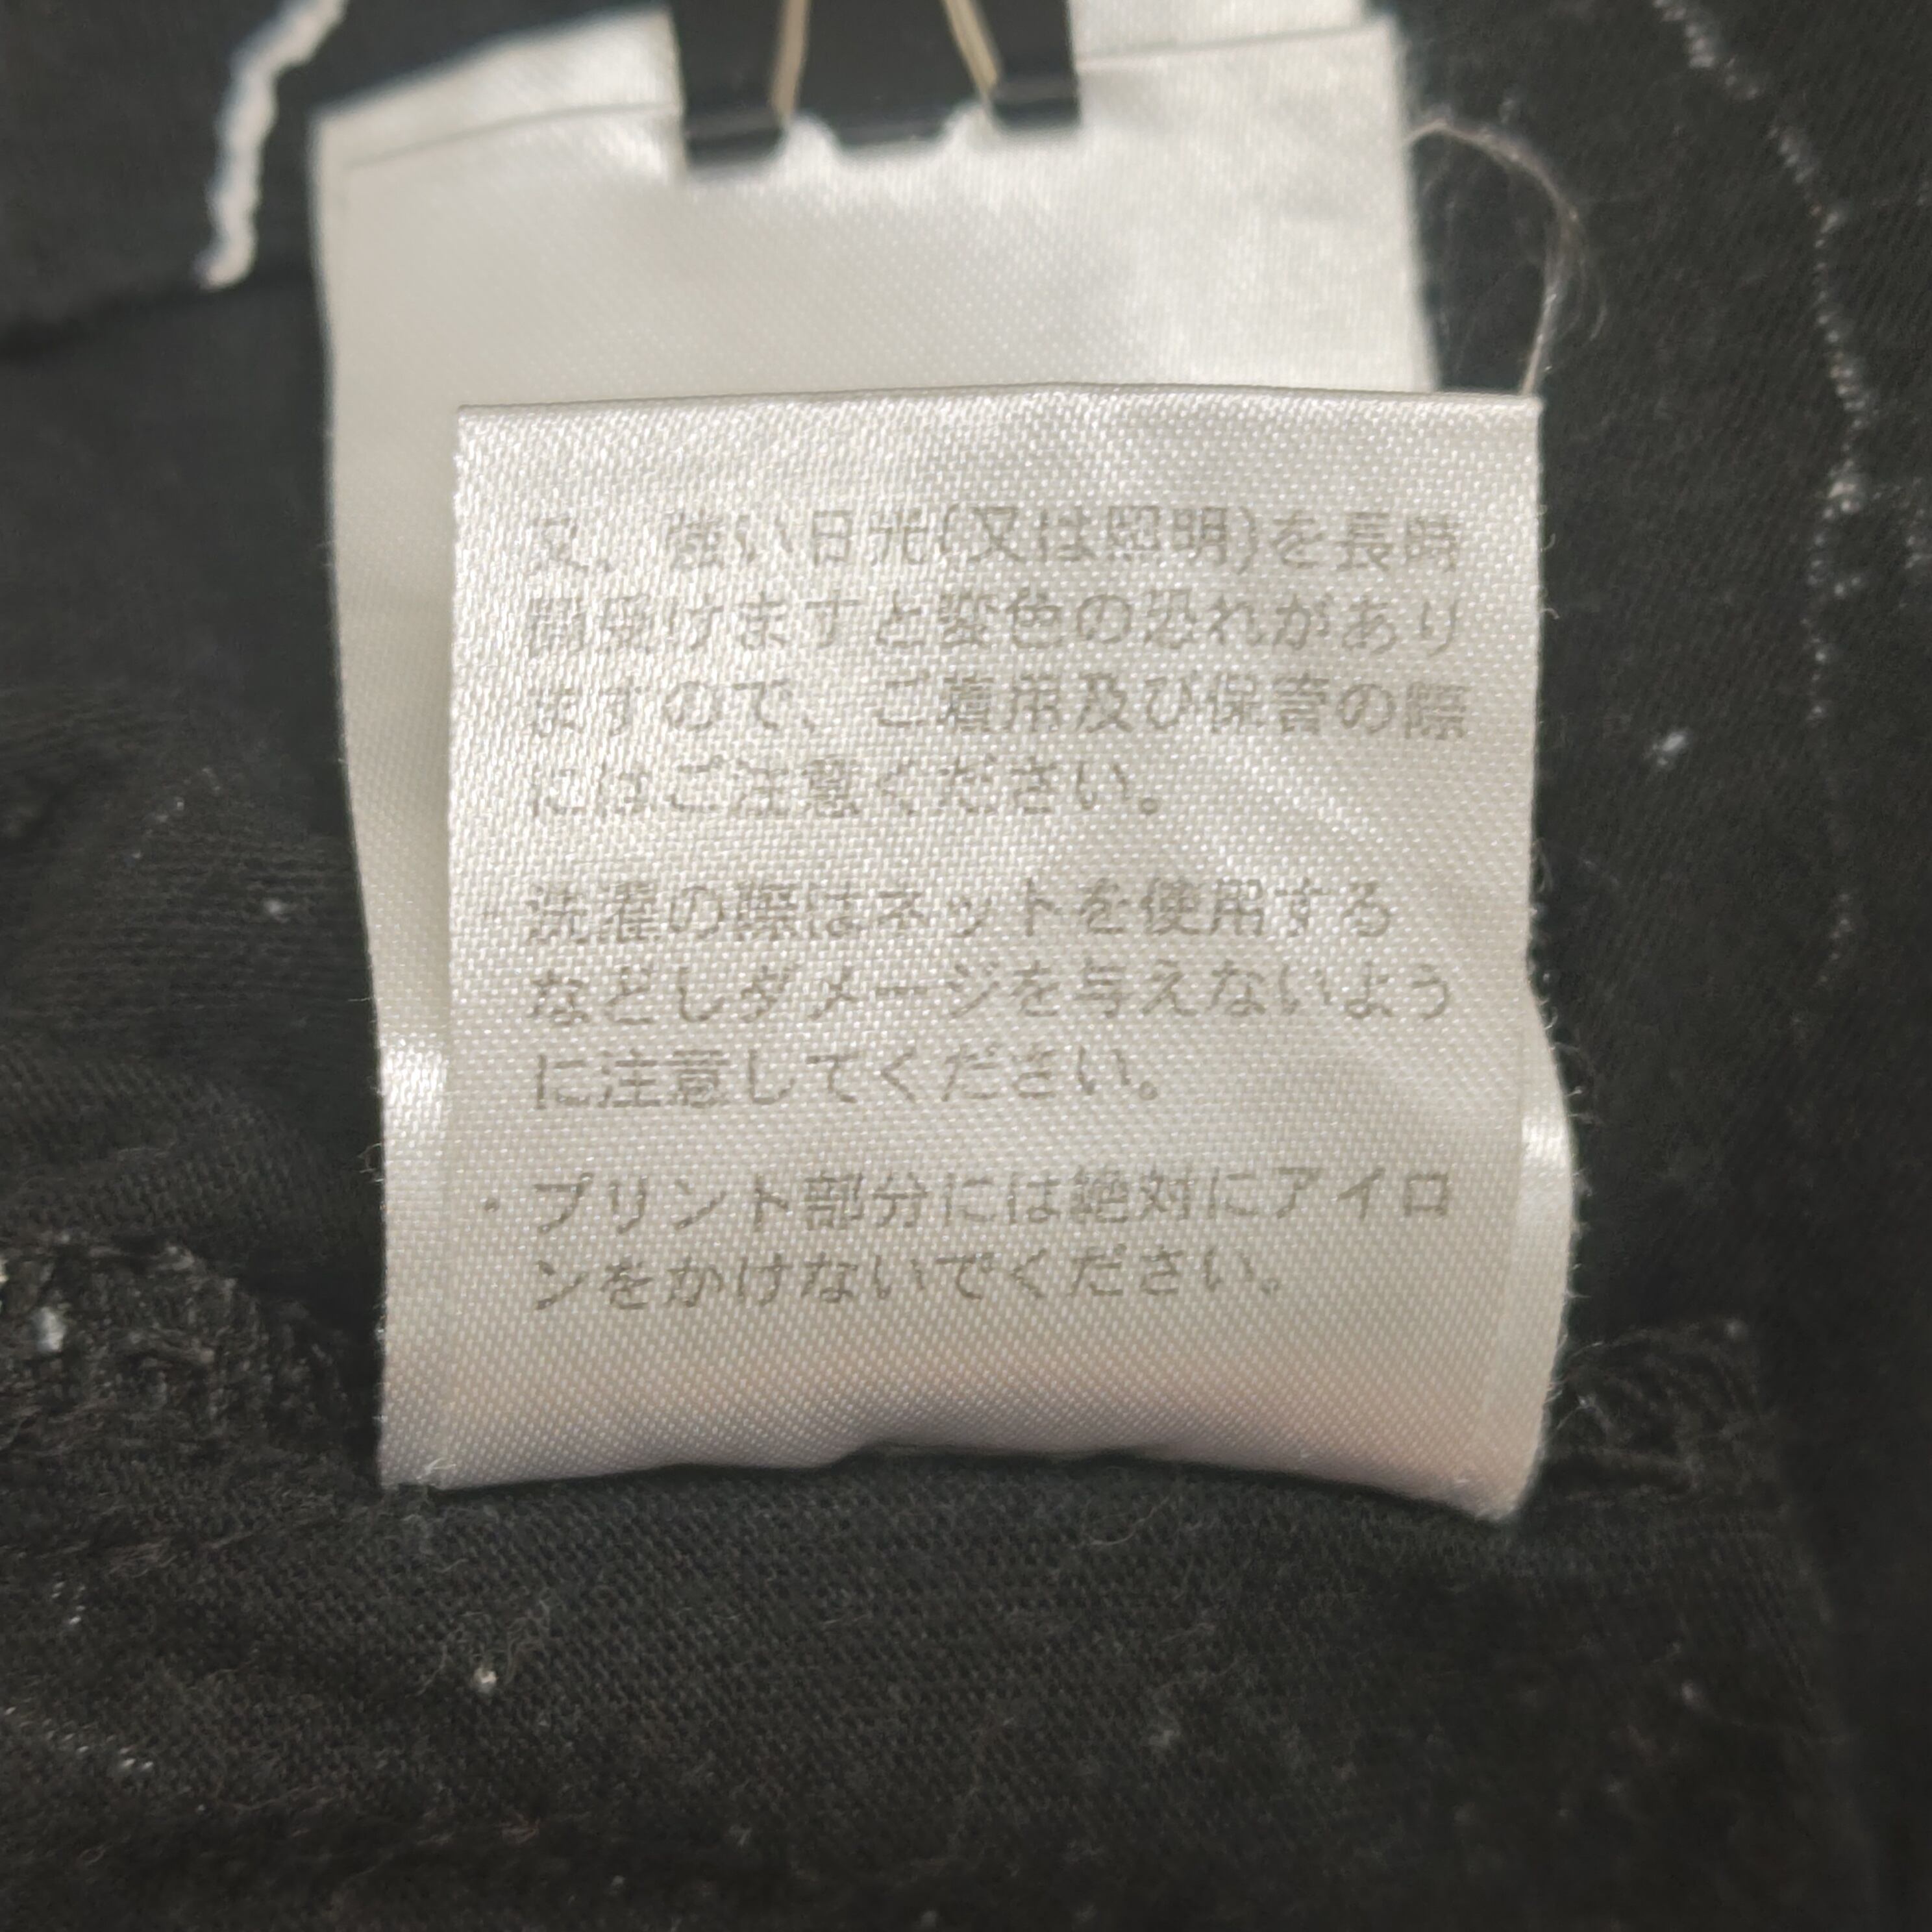 又、強い日光(又は照明)を長時
間受けますと変色の恐れがあり
ますので、ご着用及び保管の際
にはご注意ください。
・洗濯の際はネットを使用する
などしダメージを与えないよう
に注意してください。
・プリント部分には絶対にアイロ
ンをかけないでください。